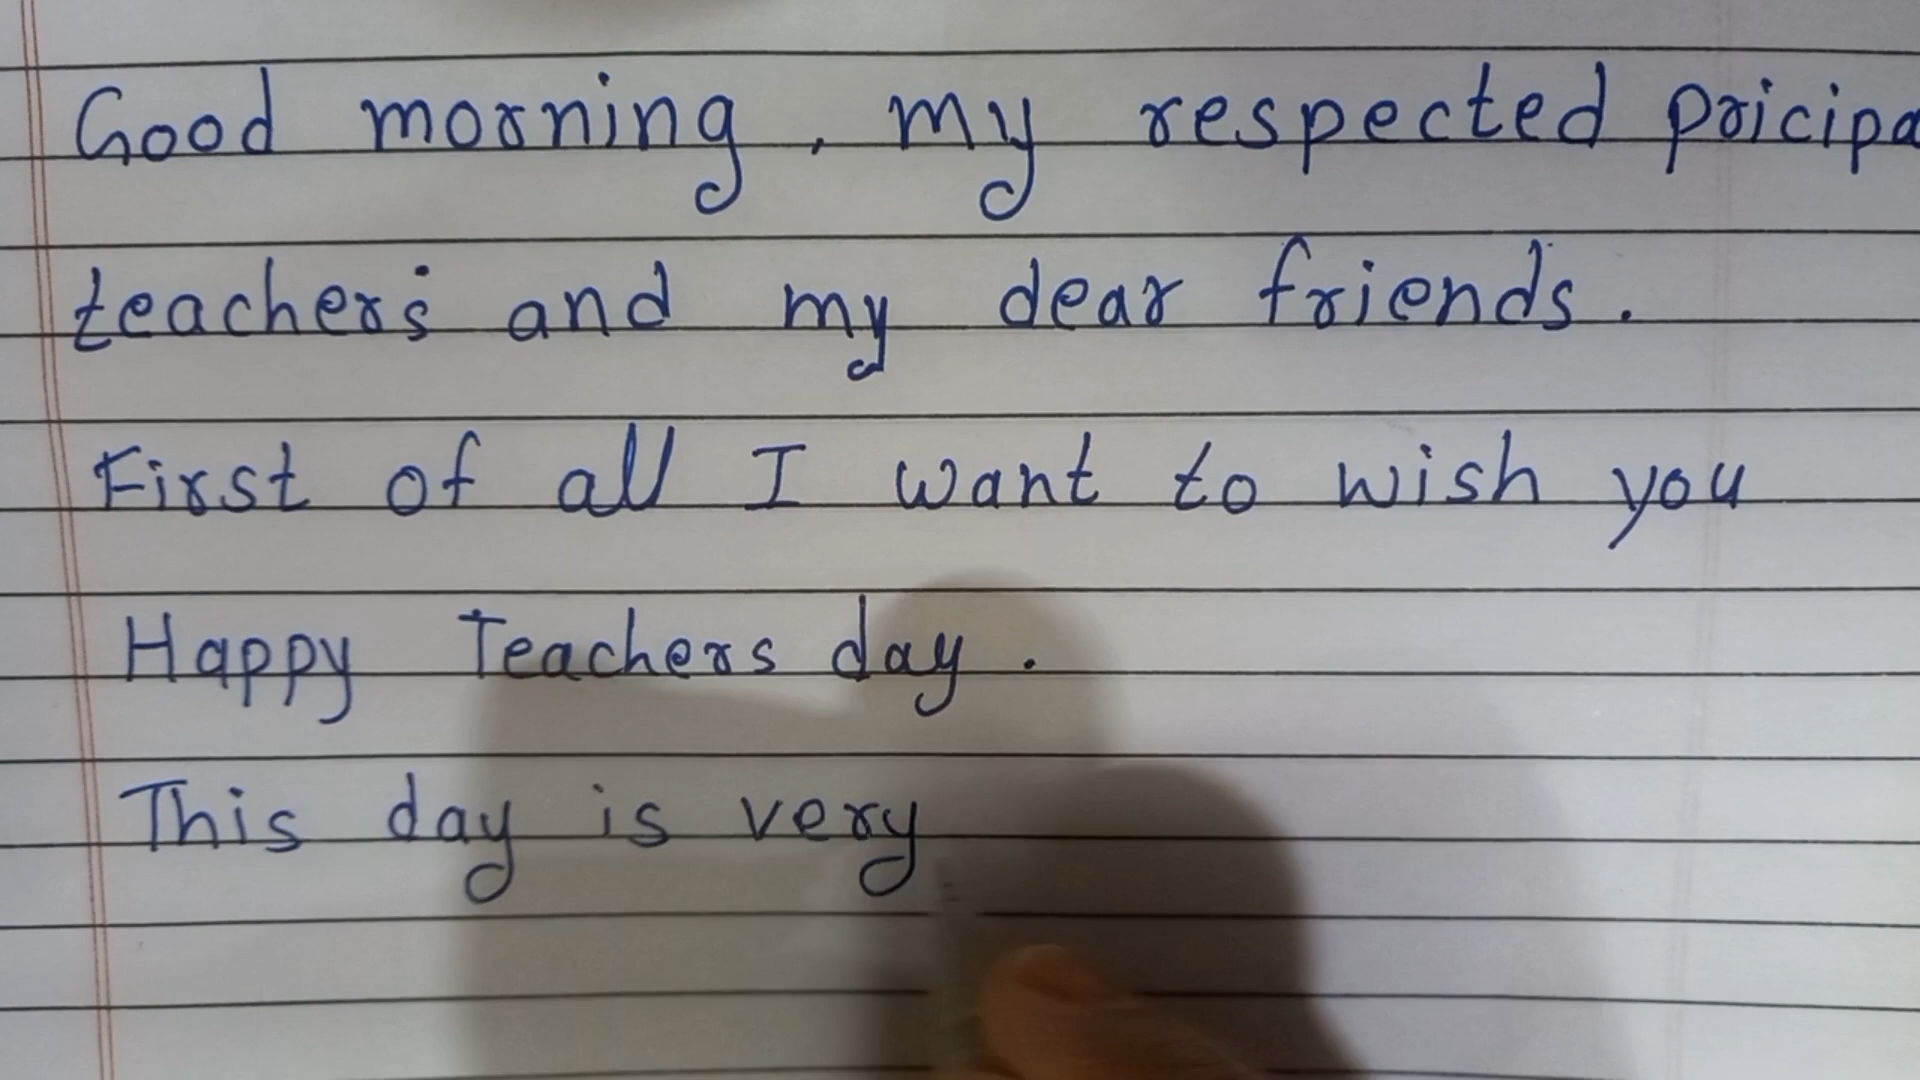 Good morning, my respected pricipa
teachers and my dear friends.
First of all I want to wish you
Happy Teachers day.
This day is very